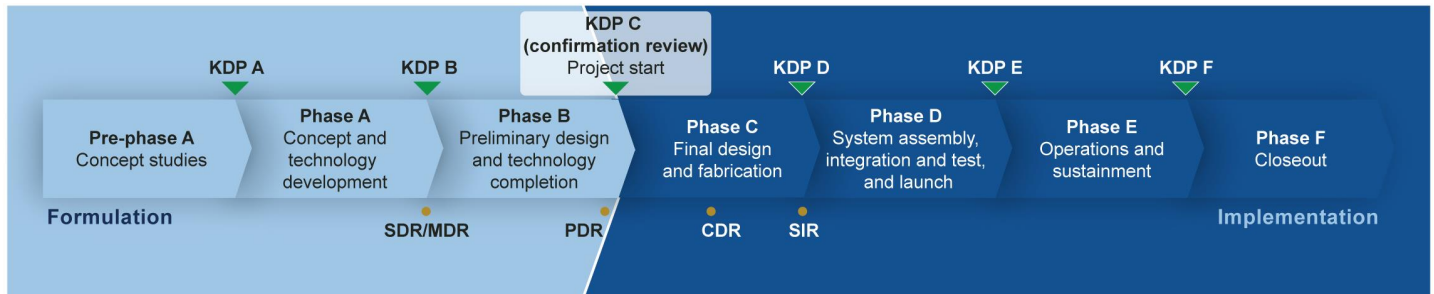 KDP C
(confirmation review)
Project start
KDP A
KDP B
KDP D
KDP E
KDP F
Pre-phase A
Concept studies
Phase A
Concept and
technology
development
Phase B
Preliminary design
and technology
completion
Phase C
Final design
and fabrication
Phase D
System assembly,
integration and test,
and launch
Phase E
Operations and
sustainment
Phase F
Closeout
Formulation
Implementation
SDR/MDR
PDR
CDR
SIR